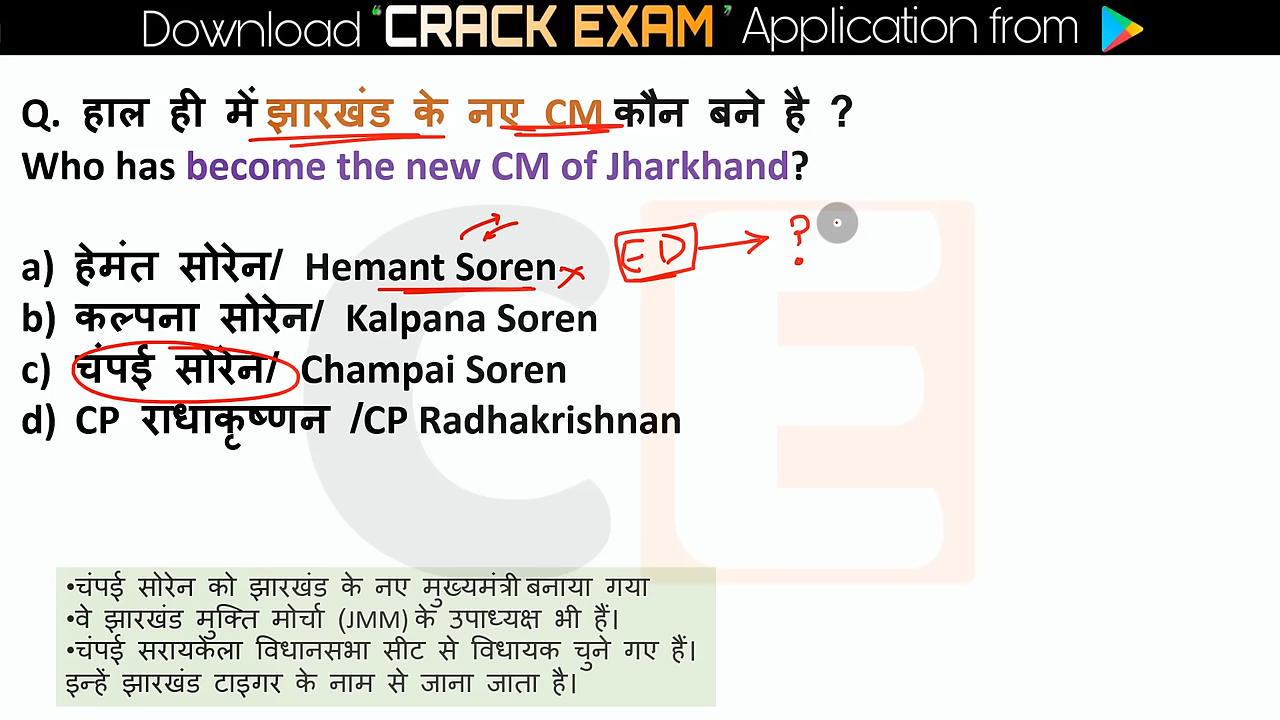 Download “CRACK EXAM” Application from
Q. हाल ही में झारखंड के नए CM कौन बने है ?
Who has become the new CM of Jharkhand?
a) हेमंत सोरेन/ Hemant Soren
ED → ?
b) कल्पना सोरेन/ Kalpana Soren
c) चंपई सोरेन/ Champai Soren
d) CP राधाकृष्णन /CP Radhakrishnan
CE
•चंपई सोरेन को झारखंड के नए मुख्यमंत्री बनाया गया
•वे झारखंड मुक्ति मोर्चा (JMM) के उपाध्यक्ष भी हैं।
•चंपई सरायकेला विधानसभा सीट से विधायक चुने गए हैं।
इन्हें झारखंड टाइगर के नाम से जाना जाता है।